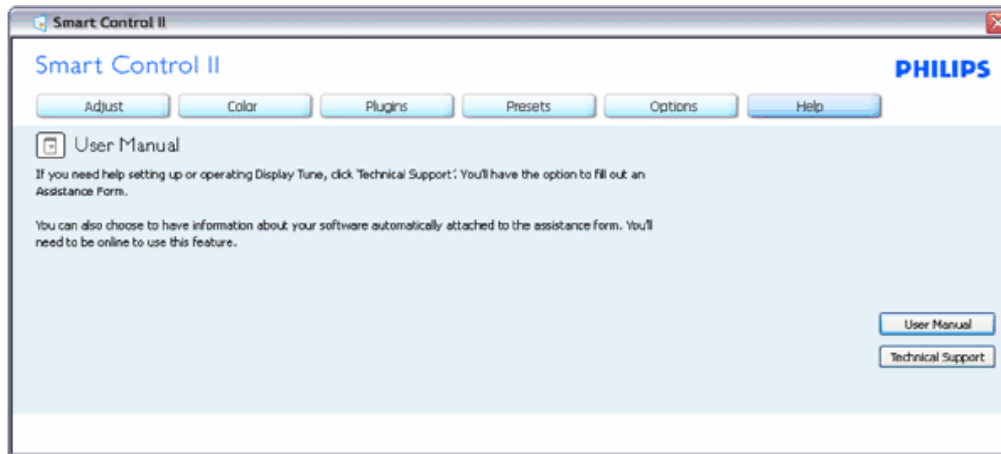 Smart Control II
Smart Control II
PHILIPS
Adjust Color Plugins Presets Options Help
User Manual
If you need help setting up or operating Display Tune, click 'Technical Support'. You'll have the option to fill out an
Assistance Form.
You can also choose to have information about your software automatically attached to the assistance form. You'll
need to be online to use this feature.
User Manual
Technical Support